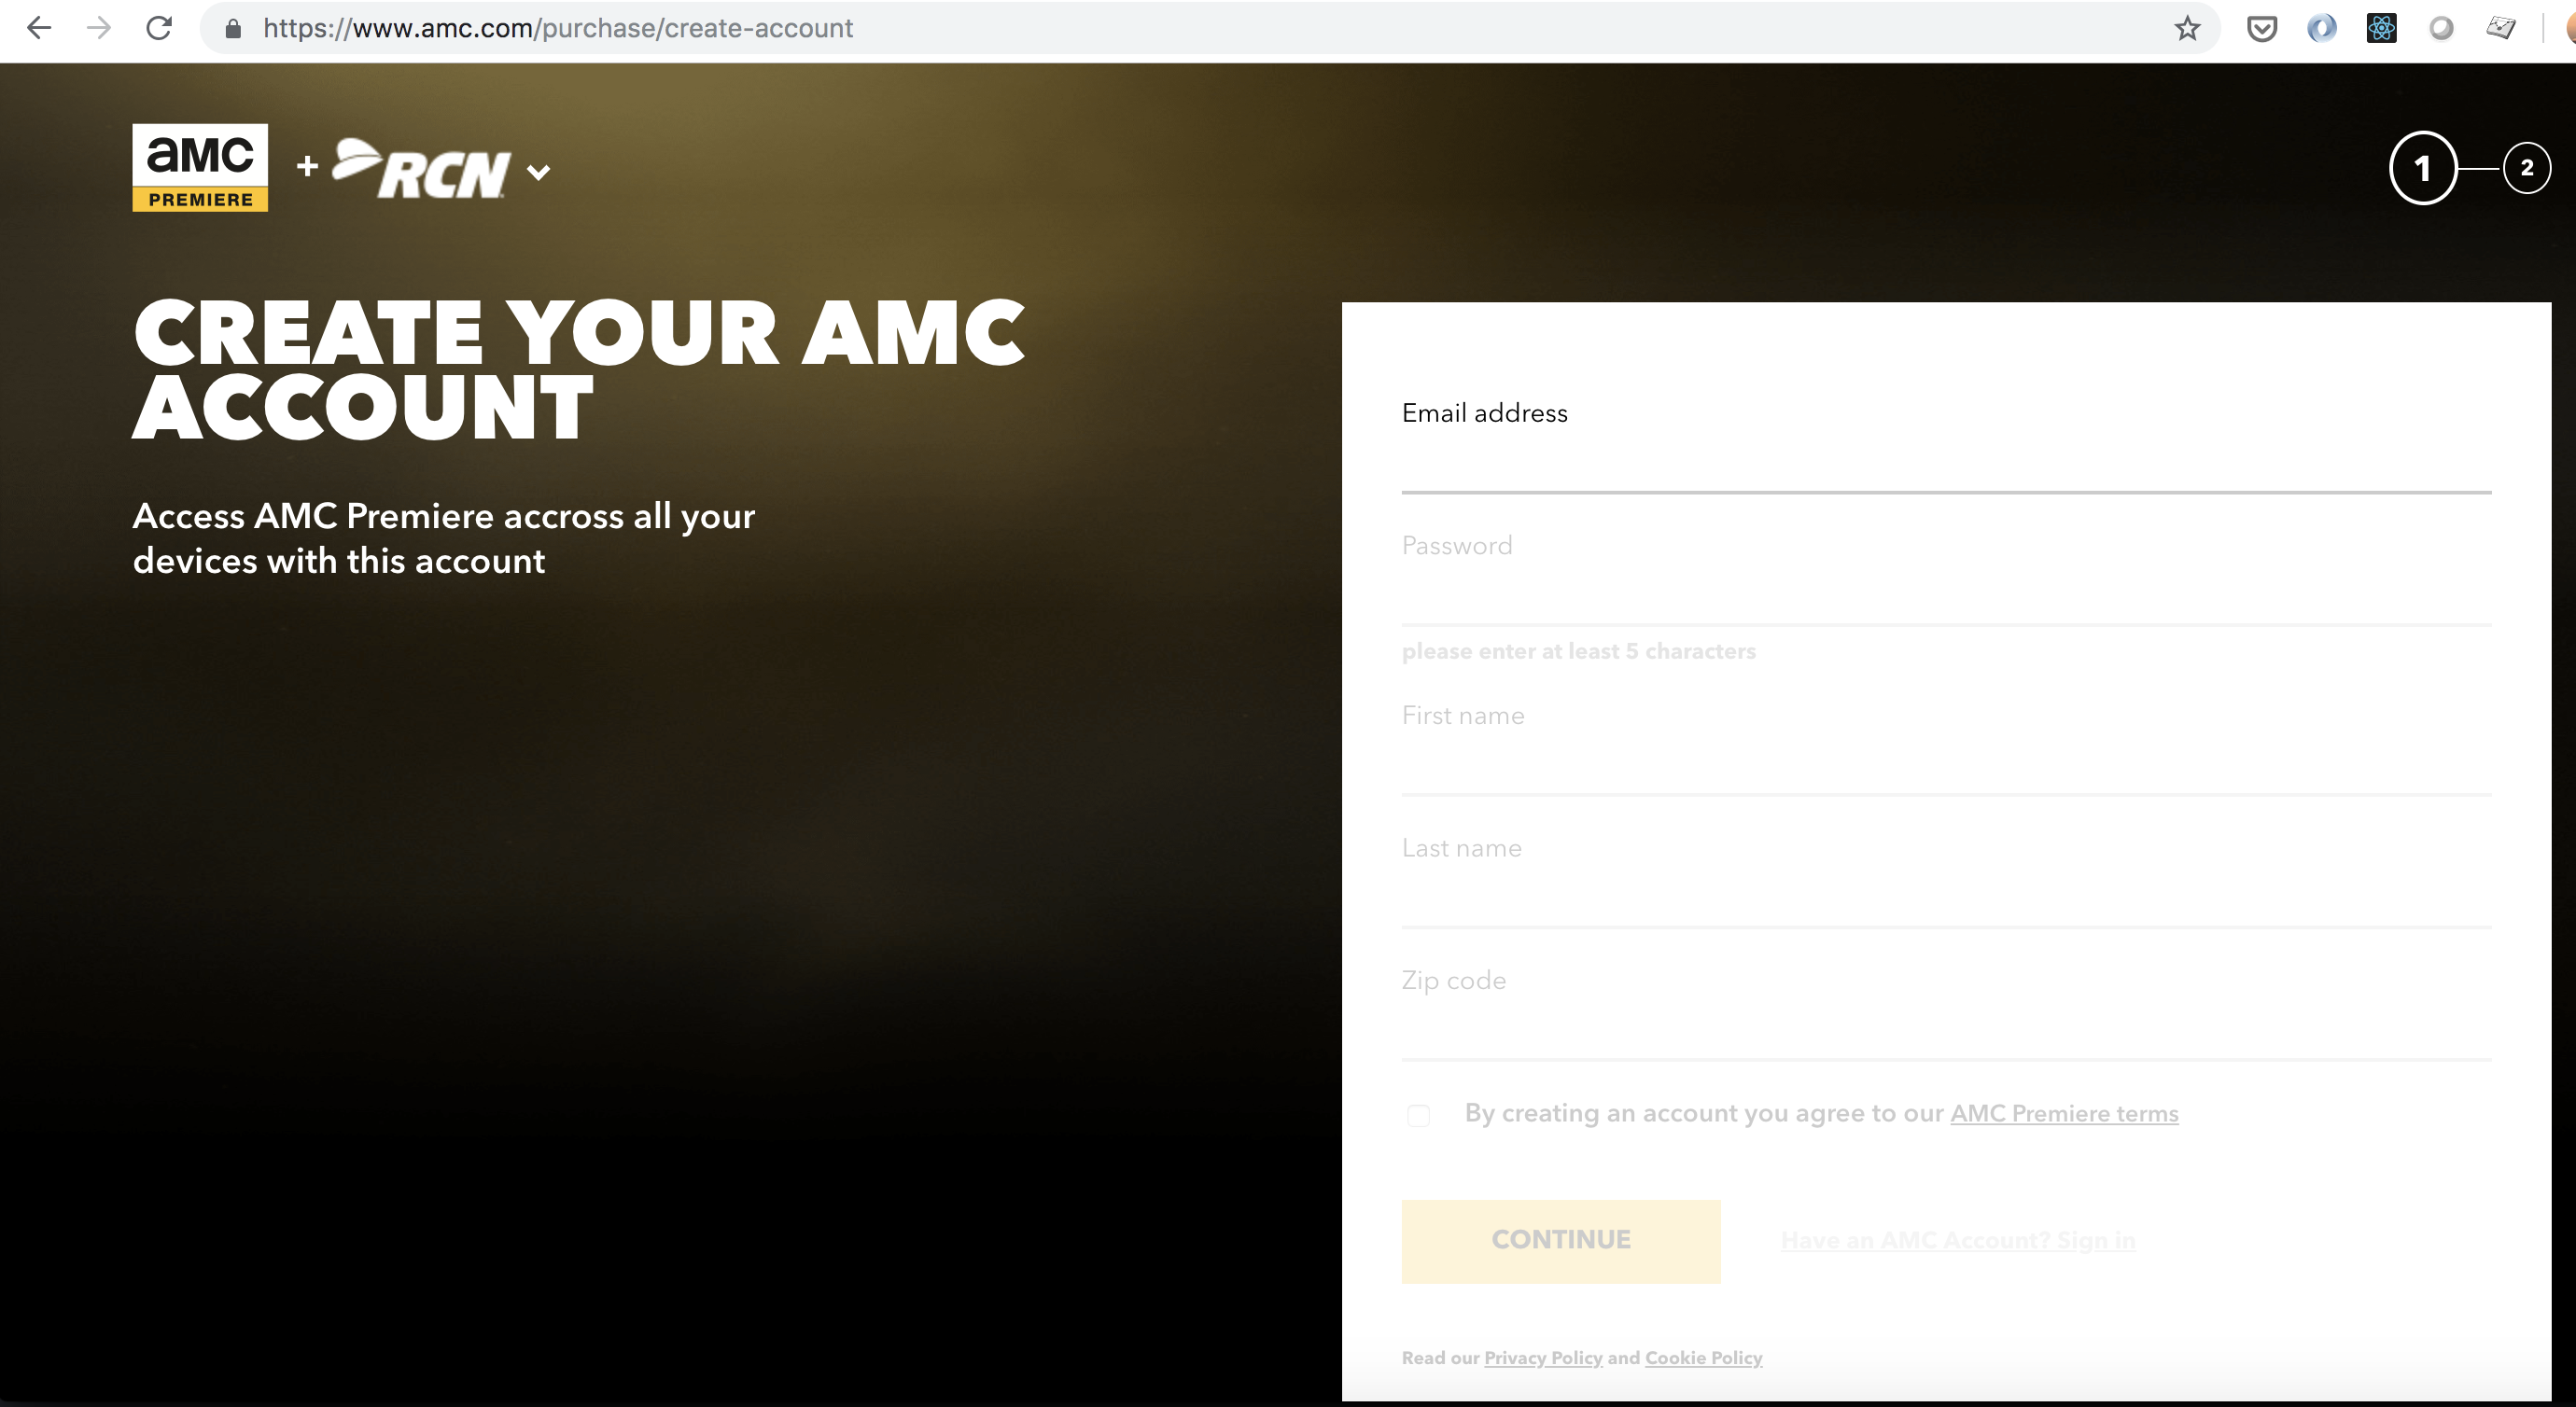 https://www.amc.com/purchase/create-account
aMC
PREMIERE
+ RCN
1 2
CREATE YOUR AMC
ACCOUNT
Access AMC Premiere accross all your
devices with this account
Email address
Password
please enter at least 5 characters
First name
Last name
Zip code
By creating an account you agree to our AMC Premiere terms
CONTINUE Have an AMC Account? Sign in
Read our Privacy Policy and Cookie Policy